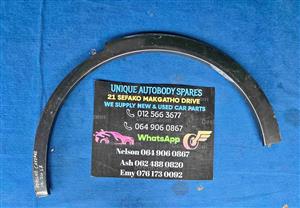 UNIQUE AUTOBODY SPARES
21 SEFAKO MAKGATHO DRIVE
WE SUPPLY NEW & USED CAR PARTS
012 566 3677
064 906 0867
WhatsApp
Nelson 064 906 0867
Ash 062 488 0820
Emy 076 173 0092